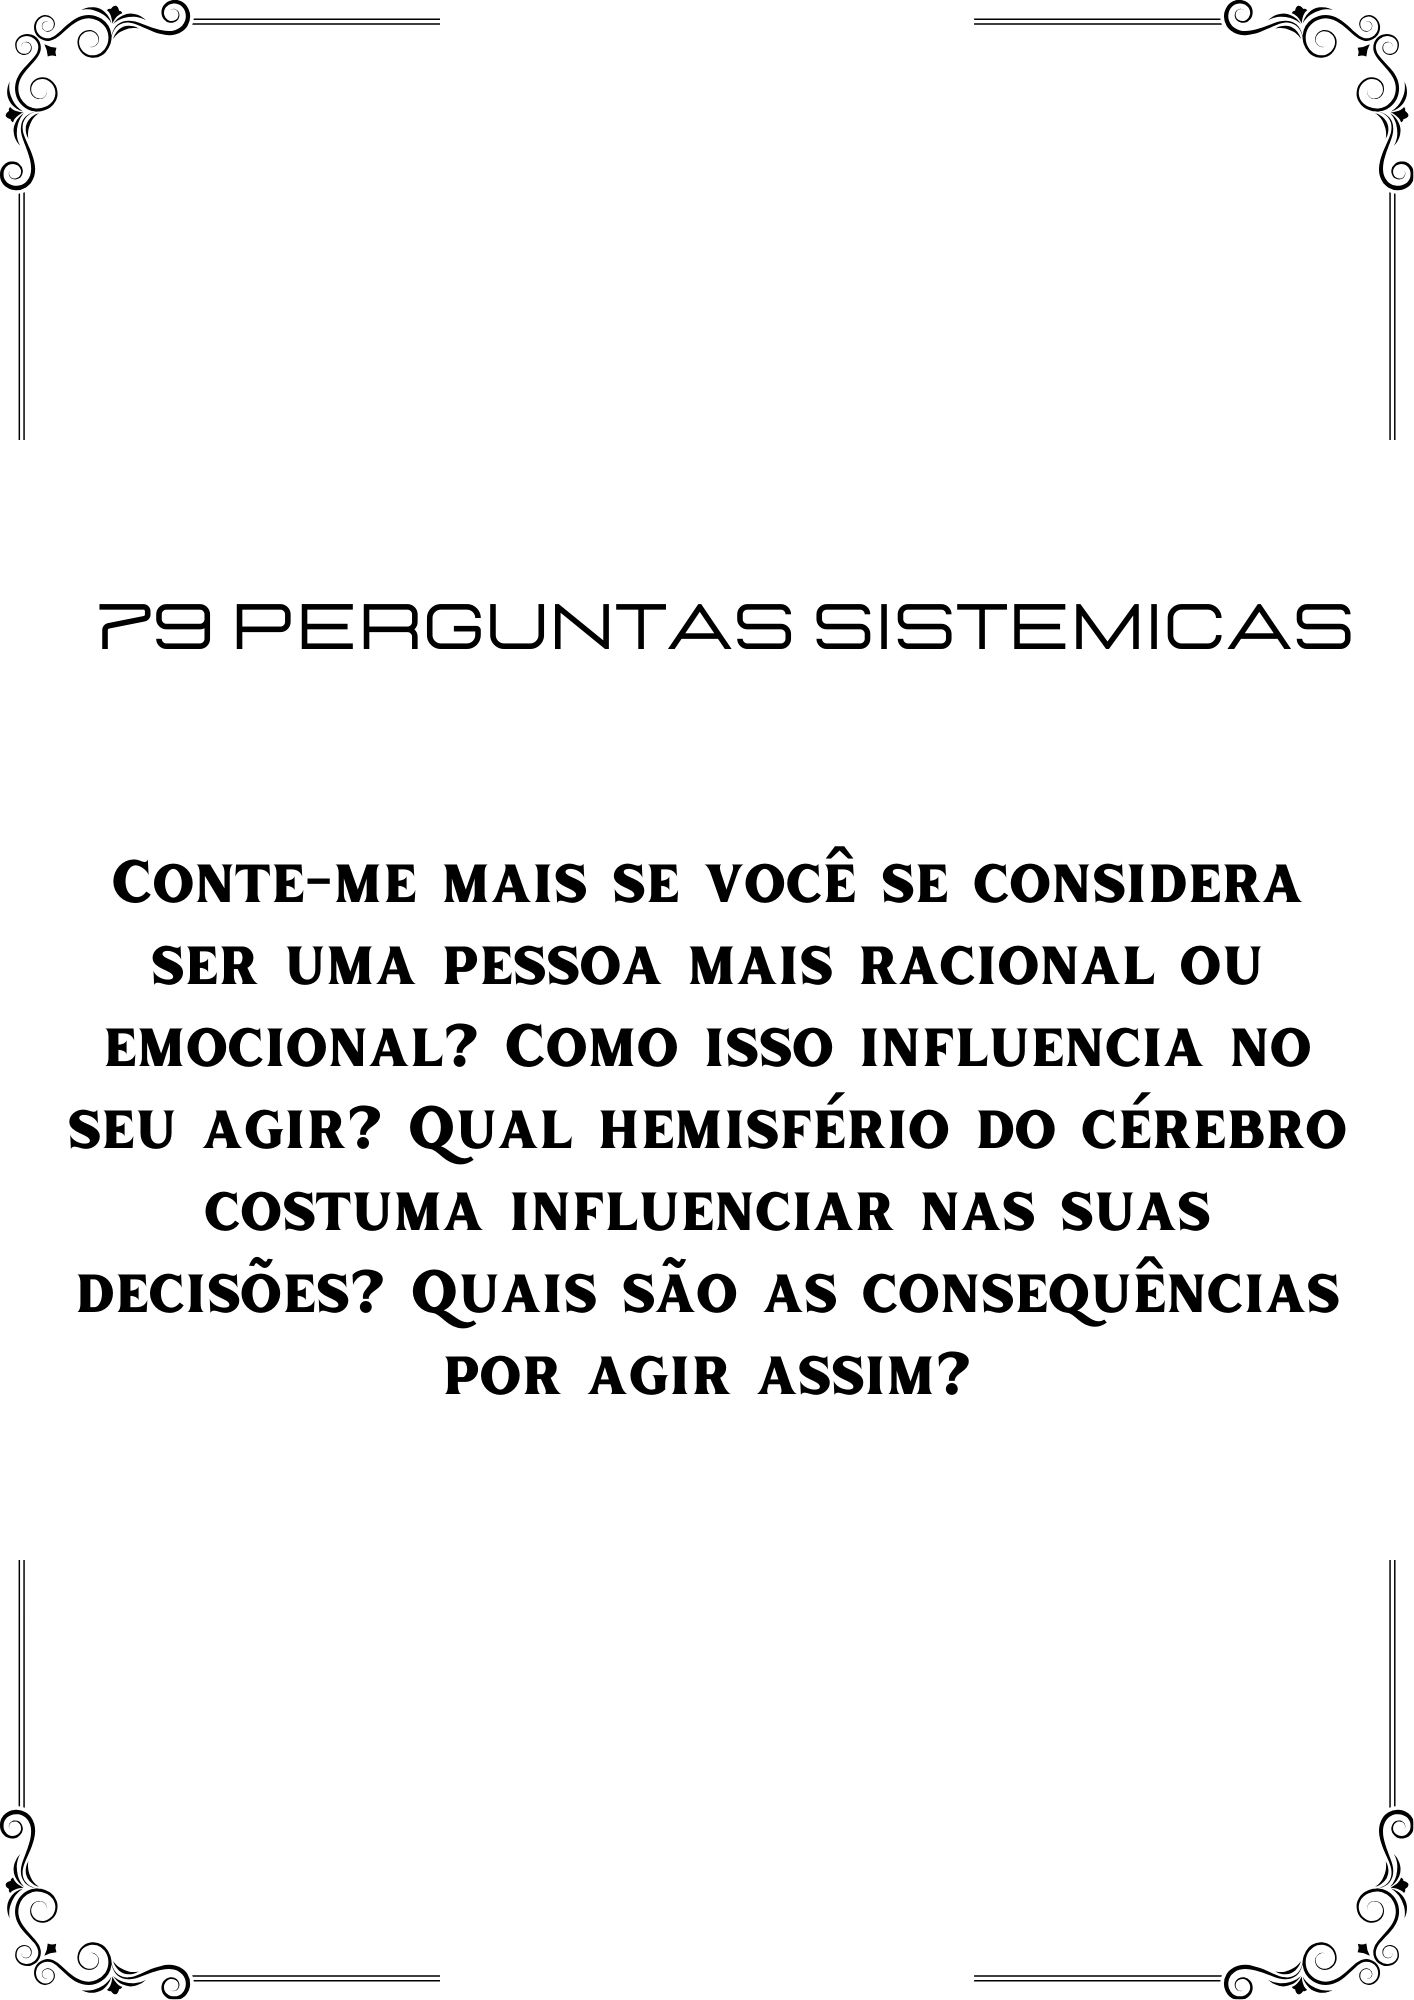 79 PERGUNTAS SISTEMICAS
Conte-me mais se você se considera
ser uma pessoa mais racional ou
emocional? Como isso influencia no
seu agir? Qual hemisfério do cérebro
costuma influenciar nas suas
decisões? Quais são as consequências
por agir assim?